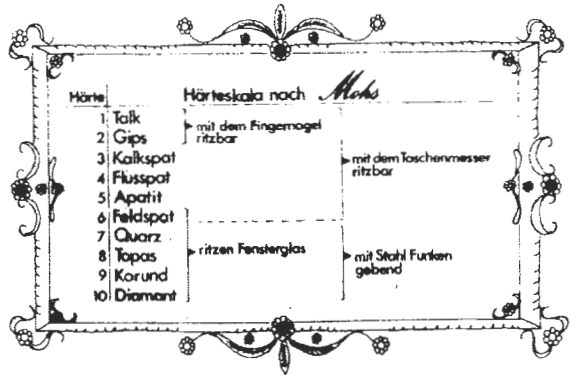 Härte Härteskala nach Mohs
1 Talk
2 Gips
mit dem Fingernagel
ritzbar
3 Kalkspat
4 Flusspat
5 Apatit
mit dem Taschenmesser
ritzbar
6 Feldspat
7 Quarz
8 Topas
9 Korund
10 Diamant
ritzen Fensterglas
mit Stahl Funken
gebend